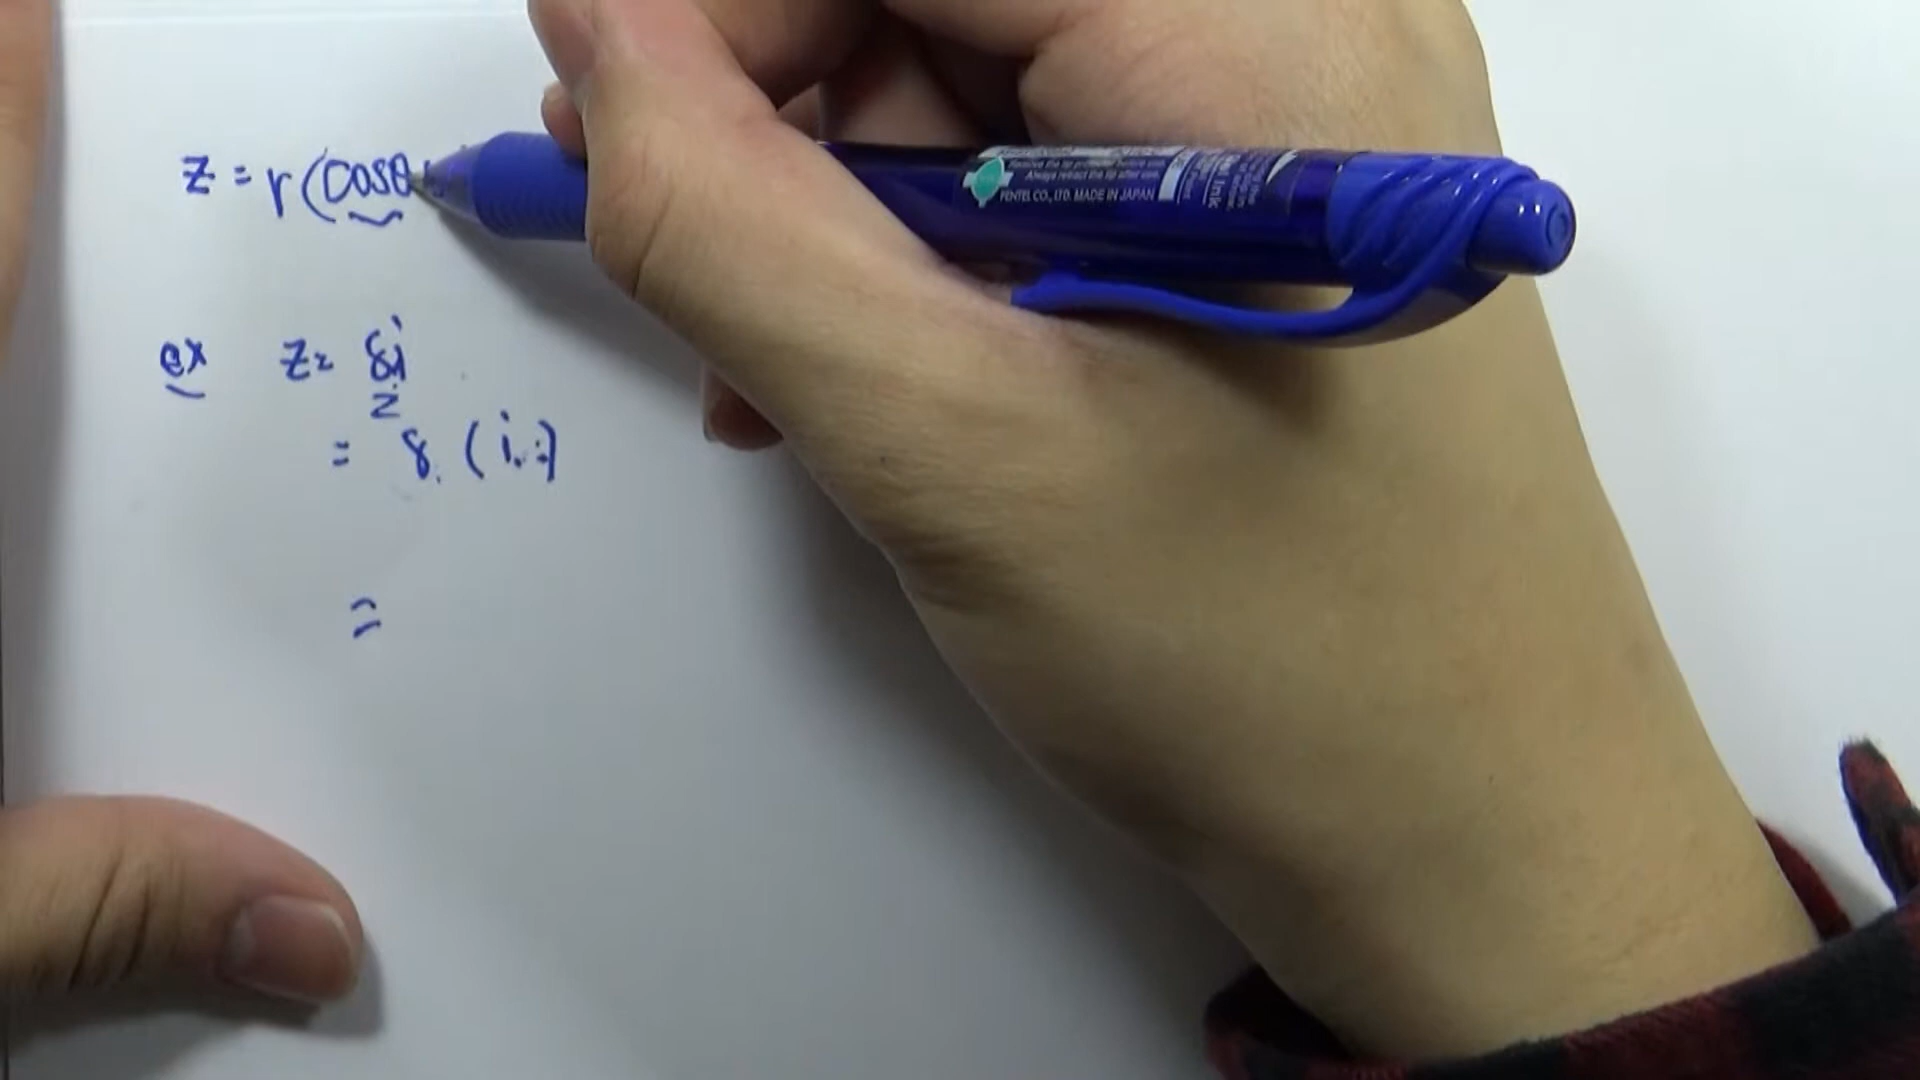 z = r(cosθ
ex z = 8i
z
= 8 (i.:)
=
PENTEL CO., LTD. MADE IN JAPAN